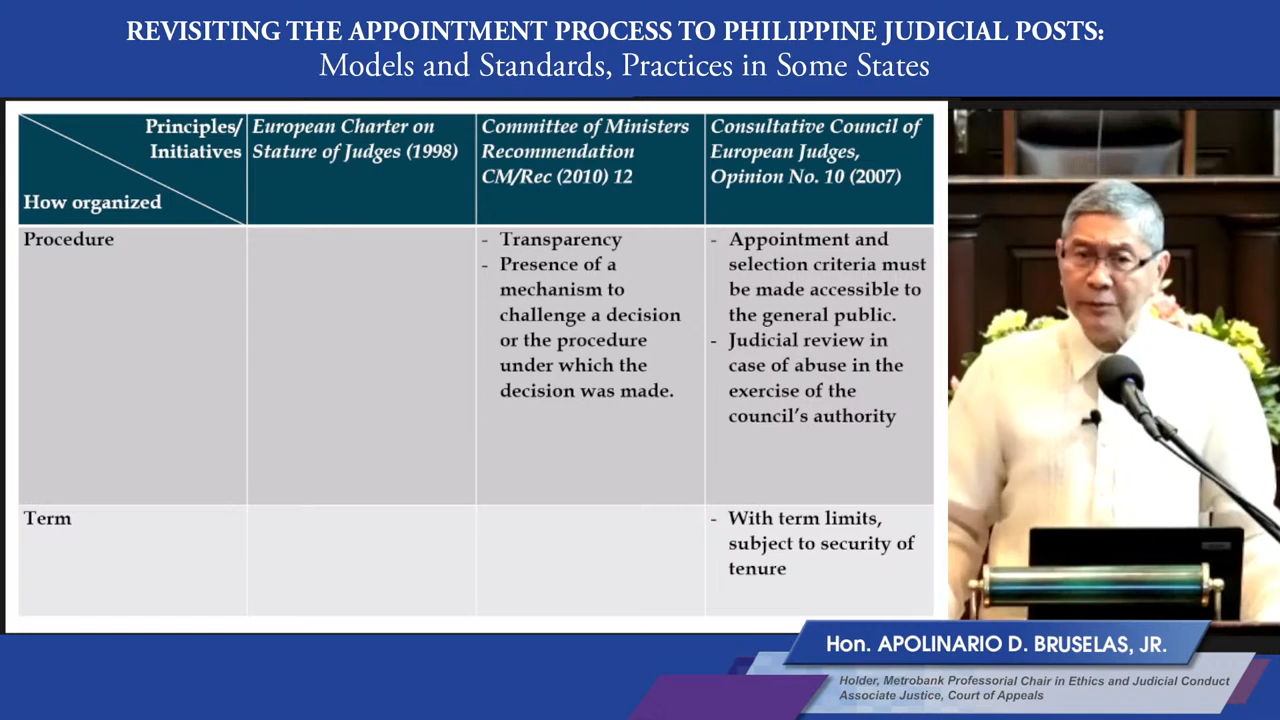 REVISITING THE APPOINTMENT PROCESS TO PHILIPPINE JUDICIAL POSTS:
Models and Standards, Practices in Some States
Principles/
Initiatives
How organized
European Charter on
Stature of Judges (1998)
Committee of Ministers
Recommendation
CM/Rec (2010) 12
Consultative Council of
European Judges,
Opinion No. 10 (2007)
Procedure
- Transparency
- Presence of a
mechanism to
challenge a decision
or the procedure
under which the
decision was made.
- Appointment and
selection criteria must
be made accessible to
the general public.
- Judicial review in
case of abuse in the
exercise of the
council's authority
Term
- With term limits,
subject to security of
tenure
Hon. APOLINARIO D. BRUSELAS, JR.
Holder, Metrobank Professorial Chair in Ethics and Judicial Conduct
Associate Justice, Court of Appeals